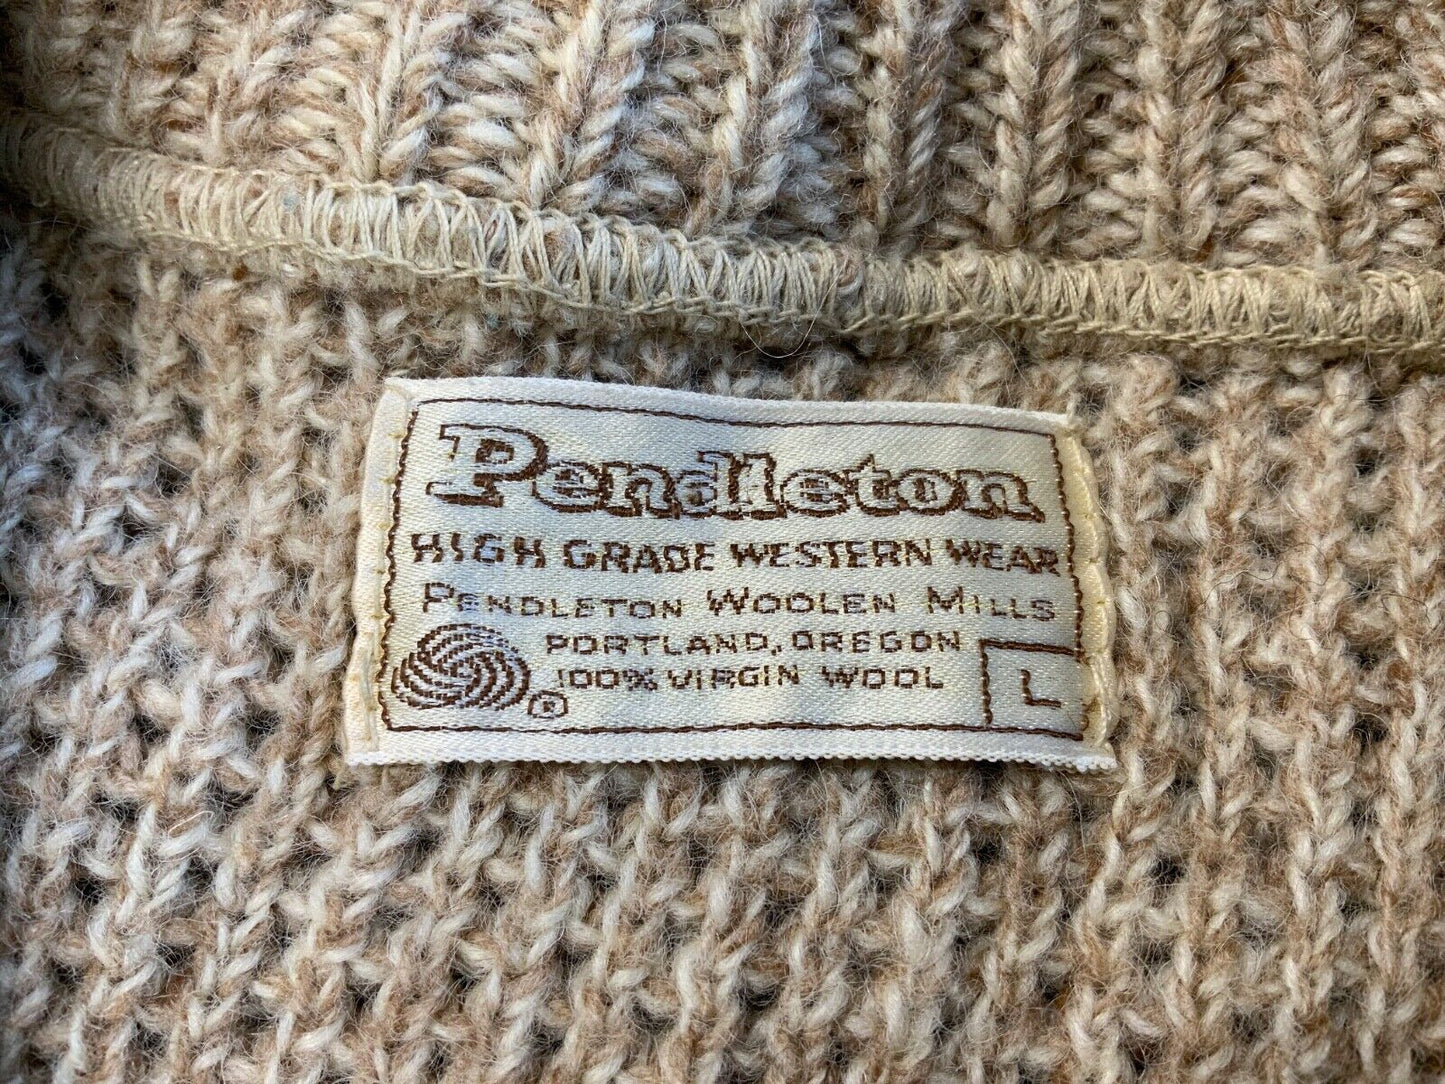 Pendleton
HIGH GRADE WESTERN WEAR
PENDLETON WOOLEN MILLS
PORTLAND, OREGON
100% VIRGIN WOOL
®
L